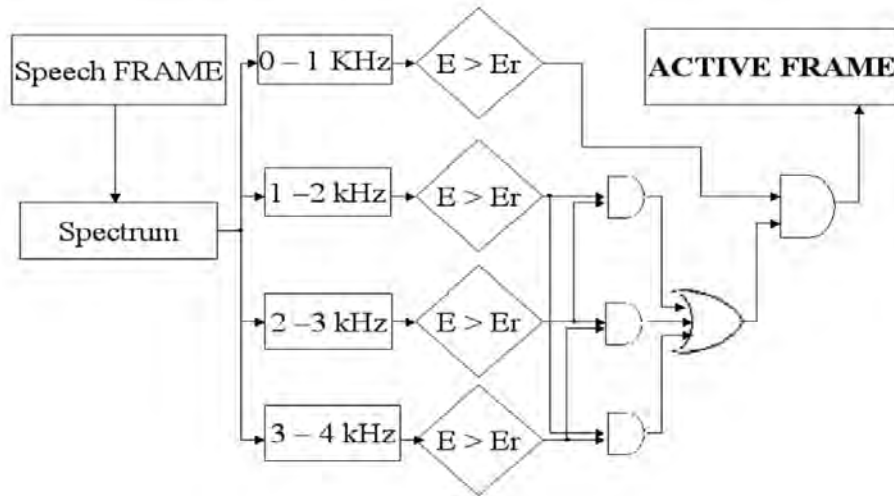 Speech FRAME
Spectrum
0 – 1 KHz
E > Er
1 –2 kHz
E > Er
2 –3 kHz
E > Er
3 – 4 kHz
E > Er
ACTIVE FRAME